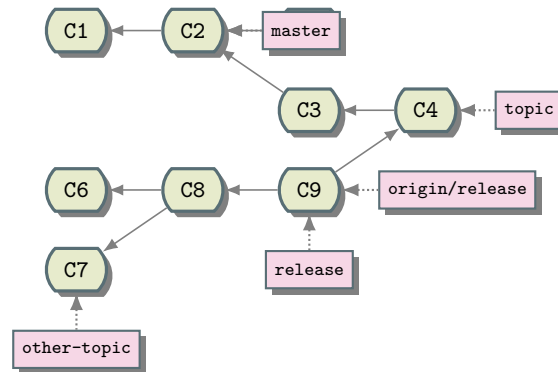 C1
C2
master
C3
C4
topic
C6
C8
C9
origin/release
C7
release
other-topic